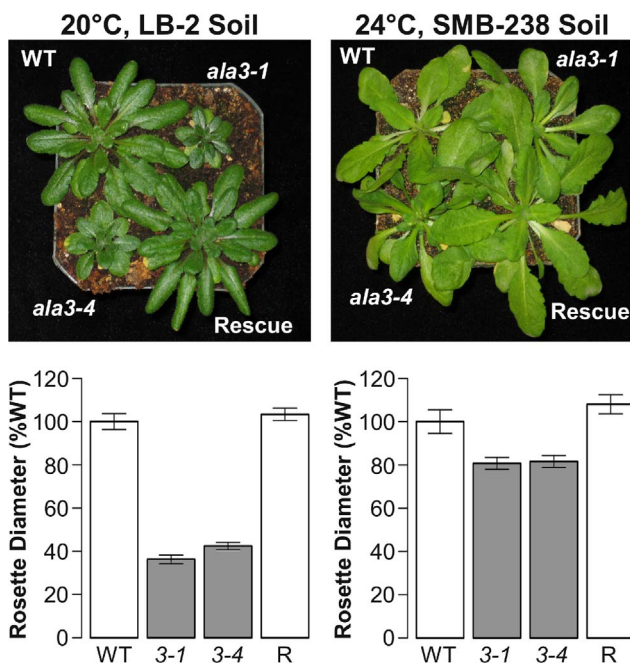 20°C, LB-2 Soil
24°C, SMB-238 Soil
WT
ala3-1
ala3-4
Rescue
WT
ala3-1
ala3-4
Rescue
Rosette Diameter (%WT)
120
100
80
60
40
20
0
WT 3-1 3-4 R
Rosette Diameter (%WT)
120
100
80
60
40
20
0
WT 3-1 3-4 R